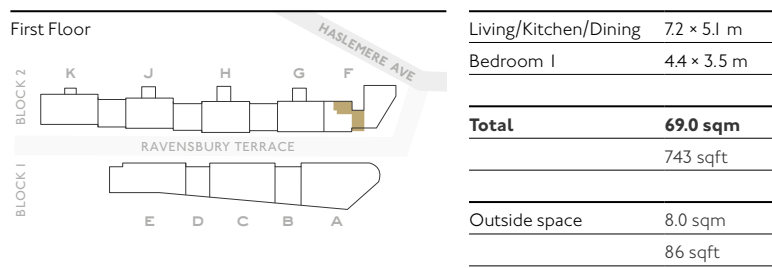 First Floor
HASLEMERE AVE
BLOCK 2
K J H G F
RAVENSBURY TERRACE
BLOCK 1
E D C B A
Living/Kitchen/Dining 7.2 × 5.1 m
Bedroom 1 4.4 × 3.5 m
Total 69.0 sqm
743 sqft
Outside space 8.0 sqm
86 sqft